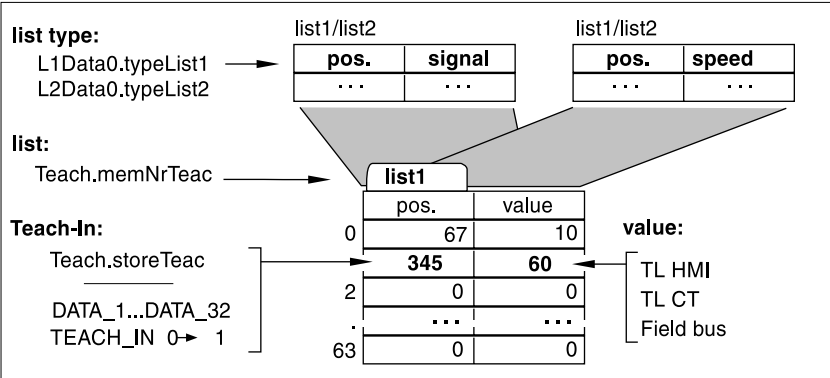 list1/list2
list1/list2
list type:
L1Data0.typeList1
L2Data0.typeList2
pos. signal
... ...
pos. speed
... ...
list:
Teach.memNrTeac
list1
pos. value
0 67 10
345 60
2 0 0
. ... ...
63 0 0
Teach-In:
Teach.storeTeac
DATA_1...DATA_32
TEACH_IN 0→ 1
value:
TL HMI
TL CT
Field bus